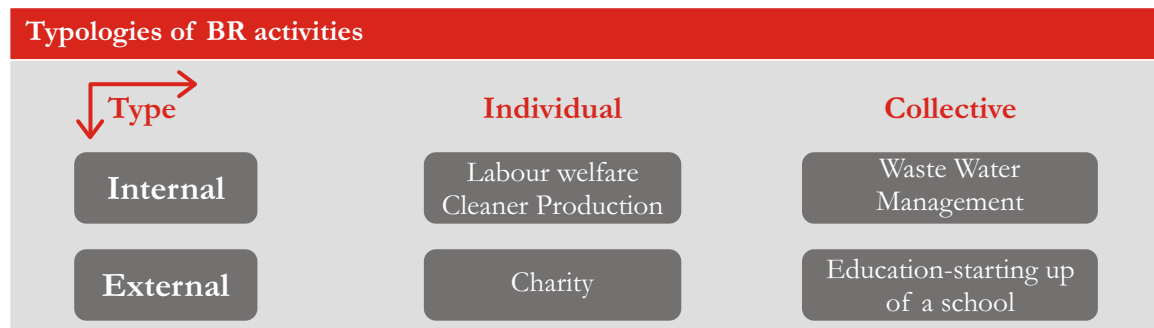 Typologies of BR activities
Type
Individual
Collective
Internal
Labour welfare
Cleaner Production
Waste Water
Management
External
Charity
Education-starting up
of a school